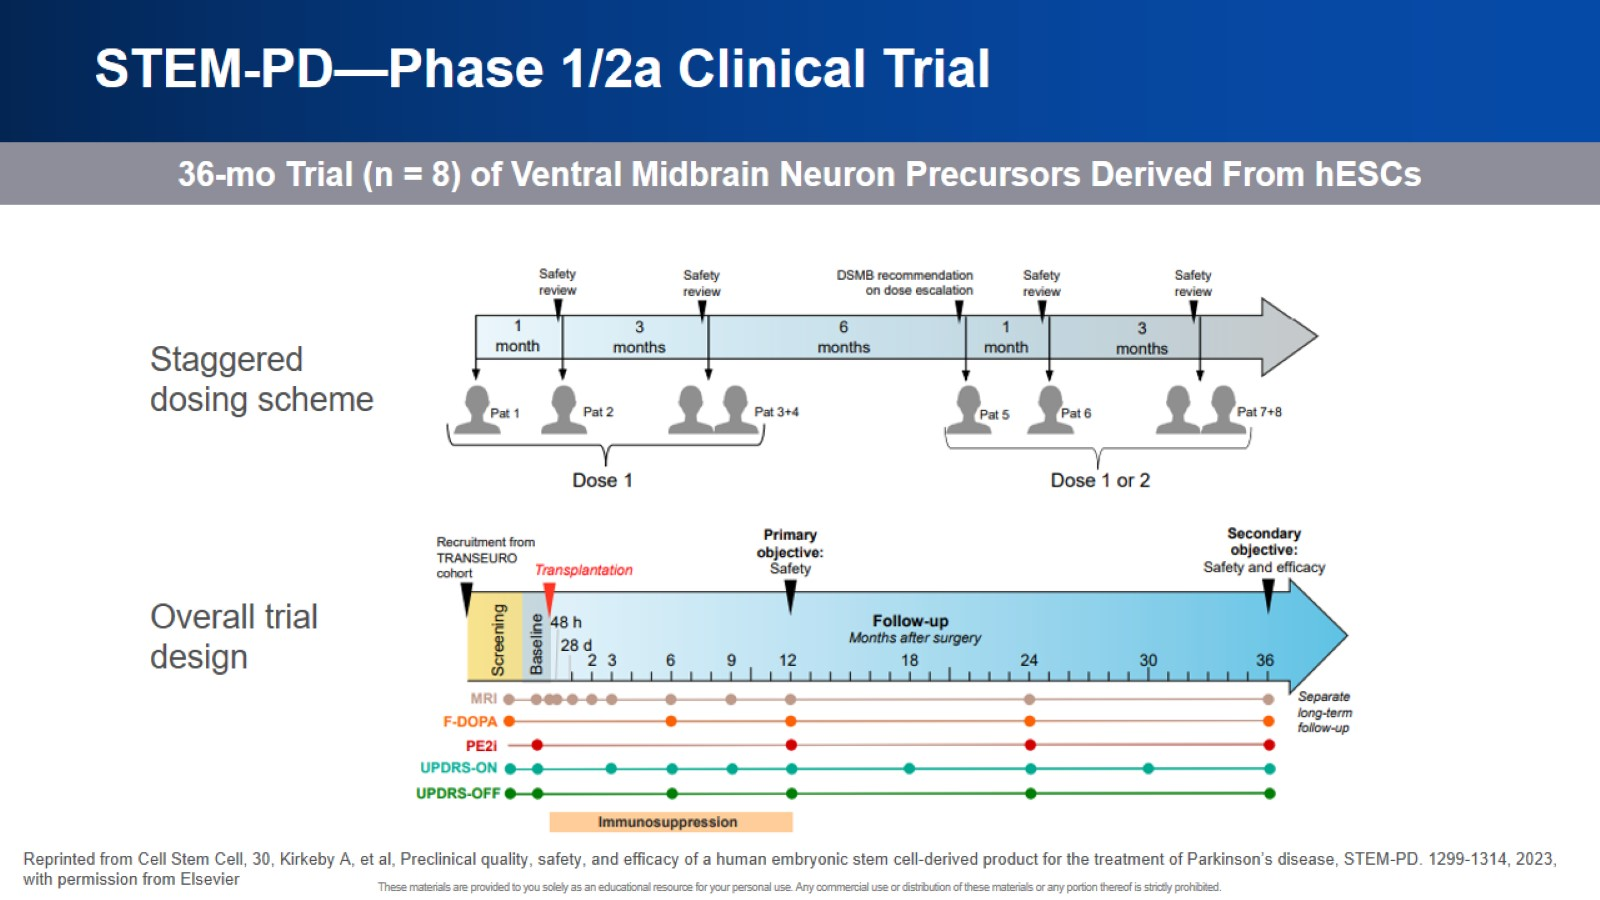 STEM-PD—Phase 1/2a Clinical Trial
36-mo Trial (n = 8) of Ventral Midbrain Neuron Precursors Derived From hESCs
Staggered
dosing scheme
Safety
review
Safety
review
DSMB recommendation
on dose escalation
Safety
review
Safety
review
1
month
3
months
6
months
1
month
3
months
Pat 1
Pat 2
Pat 3+4
Pat 5
Pat 6
Pat 7+8
Dose 1
Dose 1 or 2
Overall trial
design
Recruitment from
TRANSEURO
cohort
Transplantation
Primary
objective:
Safety
Secondary
objective:
Safety and efficacy
Screening
Baseline
48 h
28 d
Follow-up
Months after surgery
2 3 6 9 12 18 24 30 36
MRI
F-DOPA
PE2i
UPDRS-ON
UPDRS-OFF
Separate
long-term
follow-up
Immunosuppression
Reprinted from Cell Stem Cell, 30, Kirkeby A, et al, Preclinical quality, safety, and efficacy of a human embryonic stem cell-derived product for the treatment of Parkinson's disease, STEM-PD. 1299-1314, 2023,
with permission from Elsevier
These materials are provided to you solely as an educational resource for your personal use. Any commercial use or distribution of these materials or any portion thereof is strictly prohibited.